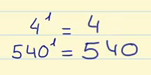 4¹ = 4
540¹ = 540